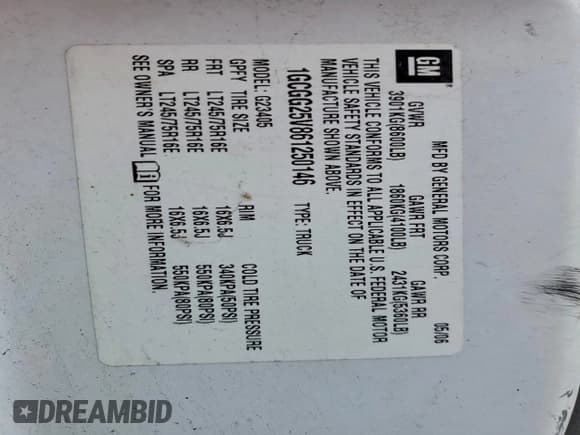 GM
MFD BY GENERAL MOTORS CORP. 05/06
GVWR GAWR FRT GAWR RR
3901KG(8600LB) 1860KG(4100LB) 2431KG(5360LB)
THIS VEHICLE CONFORMS TO ALL APPLICABLE U.S. FEDERAL MOTOR
VEHICLE SAFETY STANDARDS IN EFFECT ON THE DATE OF
MANUFACTURE SHOWN ABOVE.
1GCGG25V861250146 TYPE: TRUCK
MODEL: G23405
GPFY TIRE SIZE RIM COLD TIRE PRESSURE
FRT LT245/75R16E 16X6.5J 340KPA(50PSI)
RR LT245/75R16E 16X6.5J 550KPA(80PSI)
SPA LT245/75R16E 16X6.5J 550KPA(80PSI)
SEE OWNER'S MANUAL FOR MORE INFORMATION.
DREAMBID